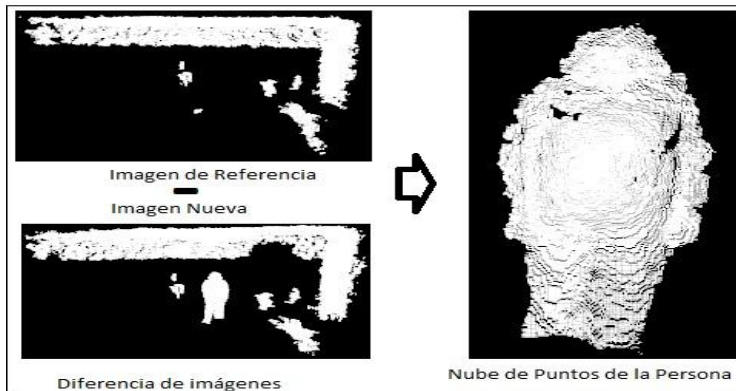 Imagen de Referencia
Imagen Nueva
Diferencia de imágenes
Nube de Puntos de la Persona